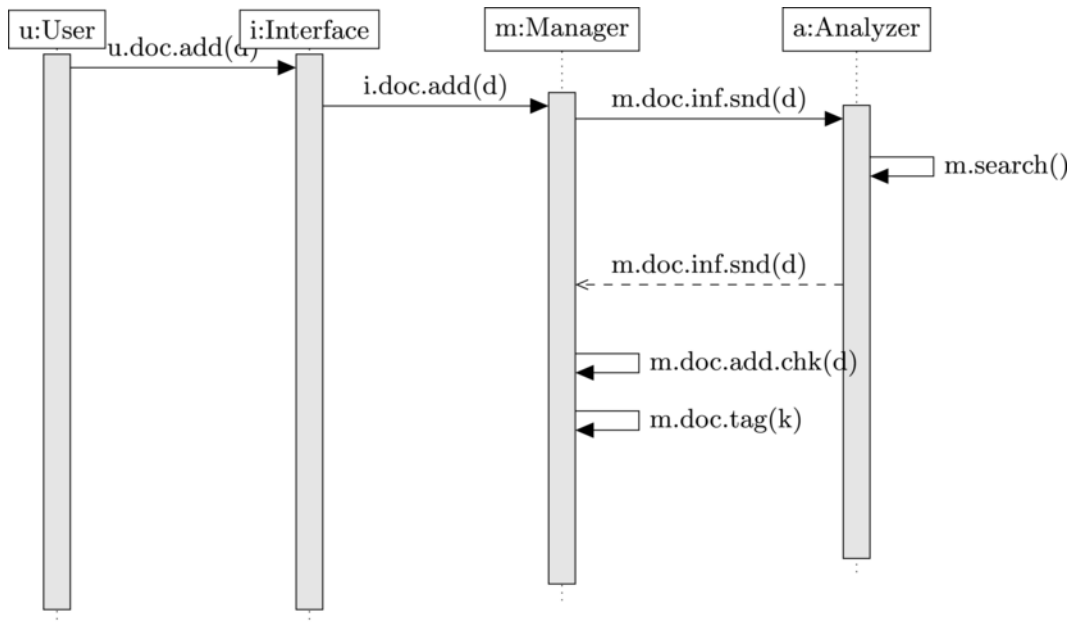 u:User
i:Interface
m:Manager
a:Analyzer
u.doc.add(d)
i.doc.add(d)
m.doc.inf.snd(d)
m.search()
m.doc.inf.snd(d)
m.doc.add.chk(d)
m.doc.tag(k)